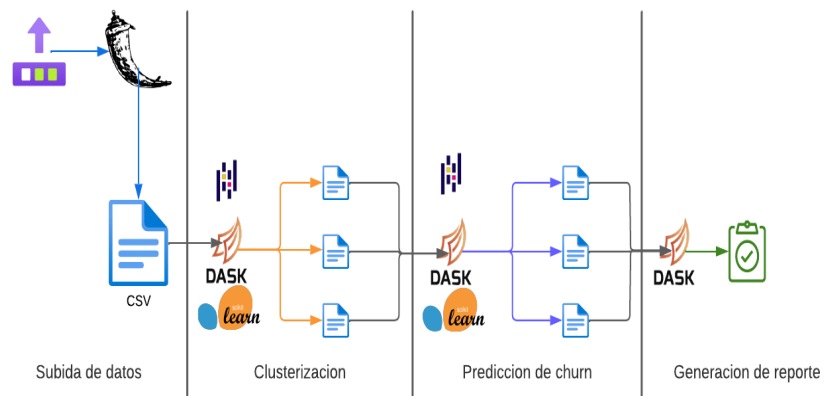 CSV
DASK
learn
DASK
learn
DASK
Subida de datos
Clusterizacion
Prediccion de churn
Generacion de reporte